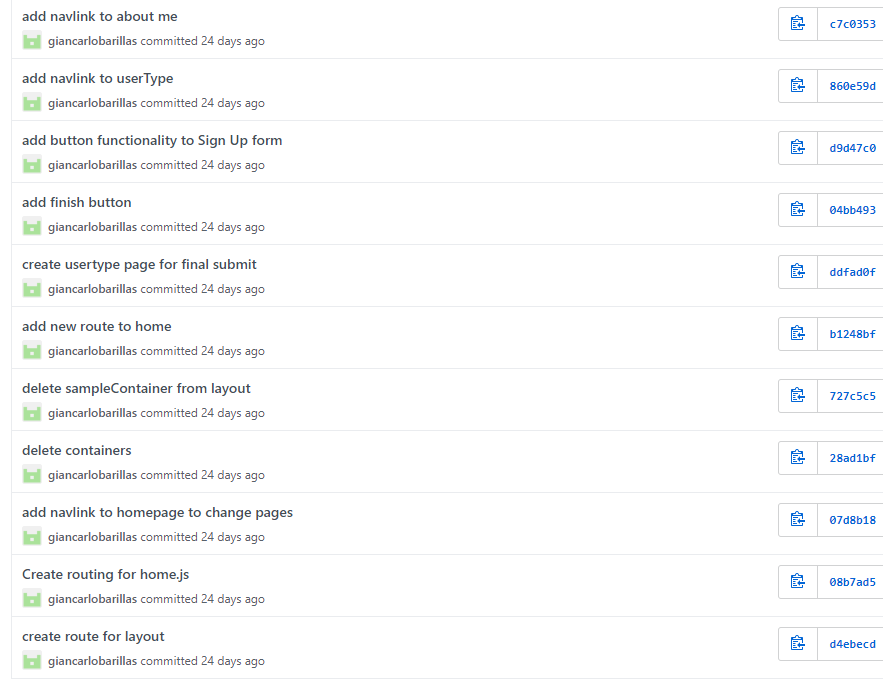 add navlink to about me
c7c0353
giancarlobarillas committed 24 days ago
add navlink to userType
860e59d
giancarlobarillas committed 24 days ago
add button functionality to Sign Up form
d9d47c0
giancarlobarillas committed 24 days ago
add finish button
04bb493
giancarlobarillas committed 24 days ago
create usertype page for final submit
ddfad0f
giancarlobarillas committed 24 days ago
add new route to home
b1248bf
giancarlobarillas committed 24 days ago
delete sampleContainer from layout
727c5c5
giancarlobarillas committed 24 days ago
delete containers
28ad1bf
giancarlobarillas committed 24 days ago
add navlink to homepage to change pages
07d8b18
giancarlobarillas committed 24 days ago
Create routing for home.js
08b7ad5
giancarlobarillas committed 24 days ago
create route for layout
d4ebecd
giancarlobarillas committed 24 days ago